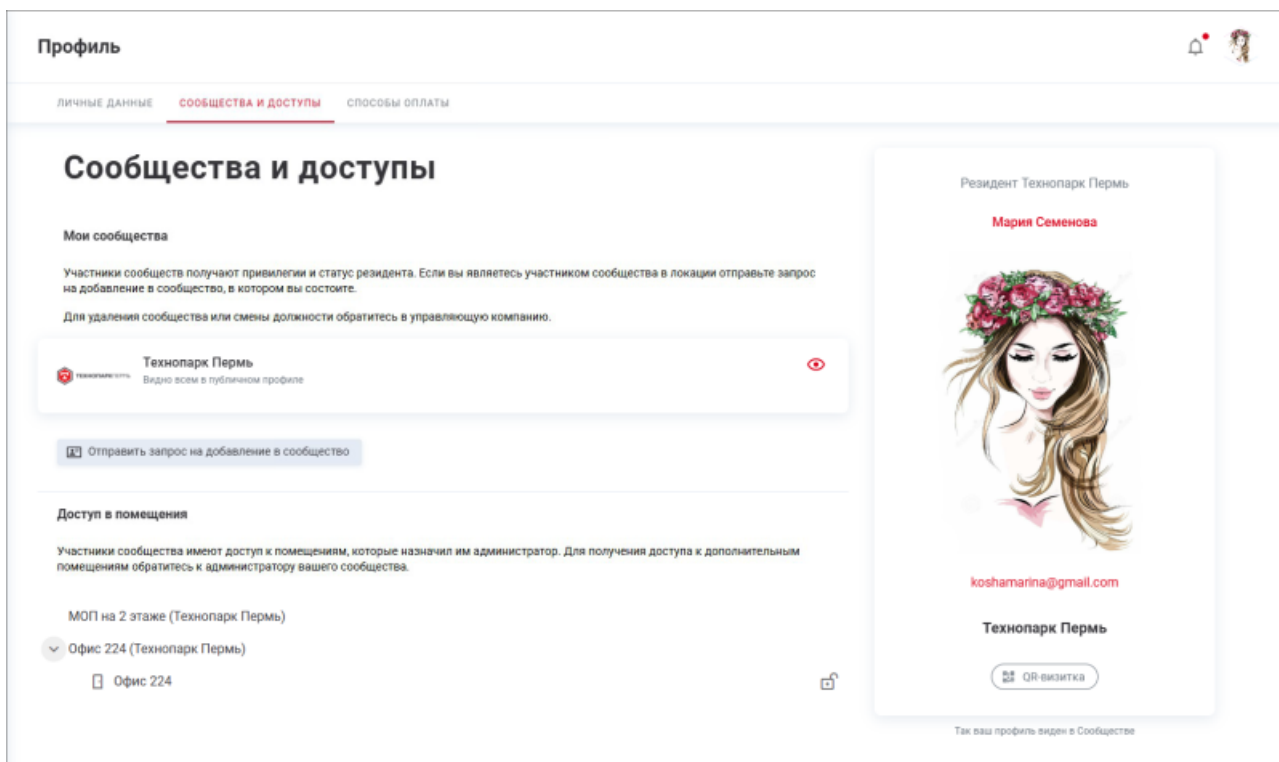 Профиль
ЛИЧНЫЕ ДАННЫЕ СООБЩЕСТВА И ДОСТУПЫ СПОСОБЫ ОПЛАТЫ
Сообщества и доступы
Мои сообщества
Участники сообществ получают привилегии и статус резидента. Если вы являетесь участником сообщества в локации отправьте запрос
на добавление в сообщество, в котором вы состоите.
Для удаления сообщества или смены должности обратитесь в управляющую компанию.
ТЕХНОПАРК ПЕРМЬ
Технопарк Пермь
Видно всем в публичном профиле
Отправить запрос на добавление в сообщество
Доступ в помещения
Участники сообщества имеют доступ к помещениям, которые назначил им администратор. Для получения доступа к дополнительным
помещениям обратитесь к администратору вашего сообщества.
МОП на 2 этаже (Технопарк Пермь)
Офис 224 (Технопарк Пермь)
Офис 224
Резидент Технопарк Пермь
Мария Семенова
koshamarina@gmail.com
Технопарк Пермь
QR-визитка
Так ваш профиль виден в Сообществе